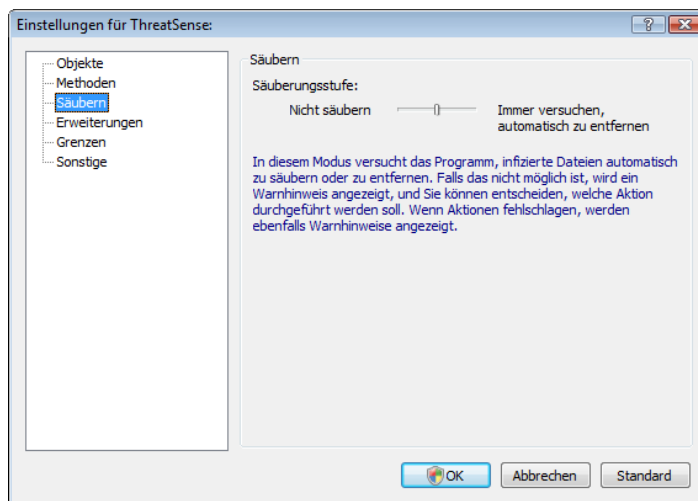 Einstellungen für ThreatSense:
Objekte
Methoden
Säubern
Erweiterungen
Grenzen
Sonstige
Säubern
Säuberungsstufe:
Nicht säubern
Immer versuchen,
automatisch zu entfernen
In diesem Modus versucht das Programm, infizierte Dateien automatisch
zu säubern oder zu entfernen. Falls das nicht möglich ist, wird ein
Warnhinweis angezeigt, und Sie können entscheiden, welche Aktion
durchgeführt werden soll. Wenn Aktionen fehlschlagen, werden
ebenfalls Warnhinweise angezeigt.
OK
Abbrechen
Standard